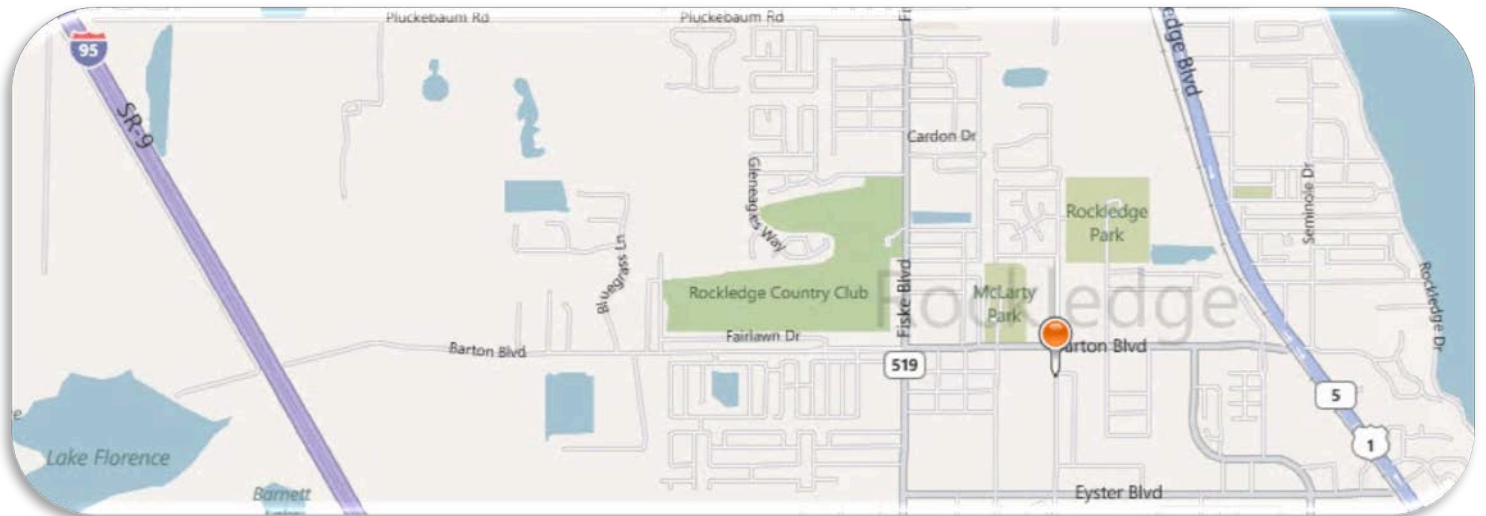 Pluckebaum Rd
Pluckebaum Rd
95
SR-9
edge Blvd
Cardon Dr
Gleneagles Way
Seminole Dr
Rockledge
Park
Bluegrass Ln
Rockledge Country Club
Fiske Blvd
Rockledge
McLarty
Park
Rockledge Dr
Fairlawn Dr
Barton Blvd
arton Blvd
519
5
1
Lake Florence
Barnett
Eyster Blvd